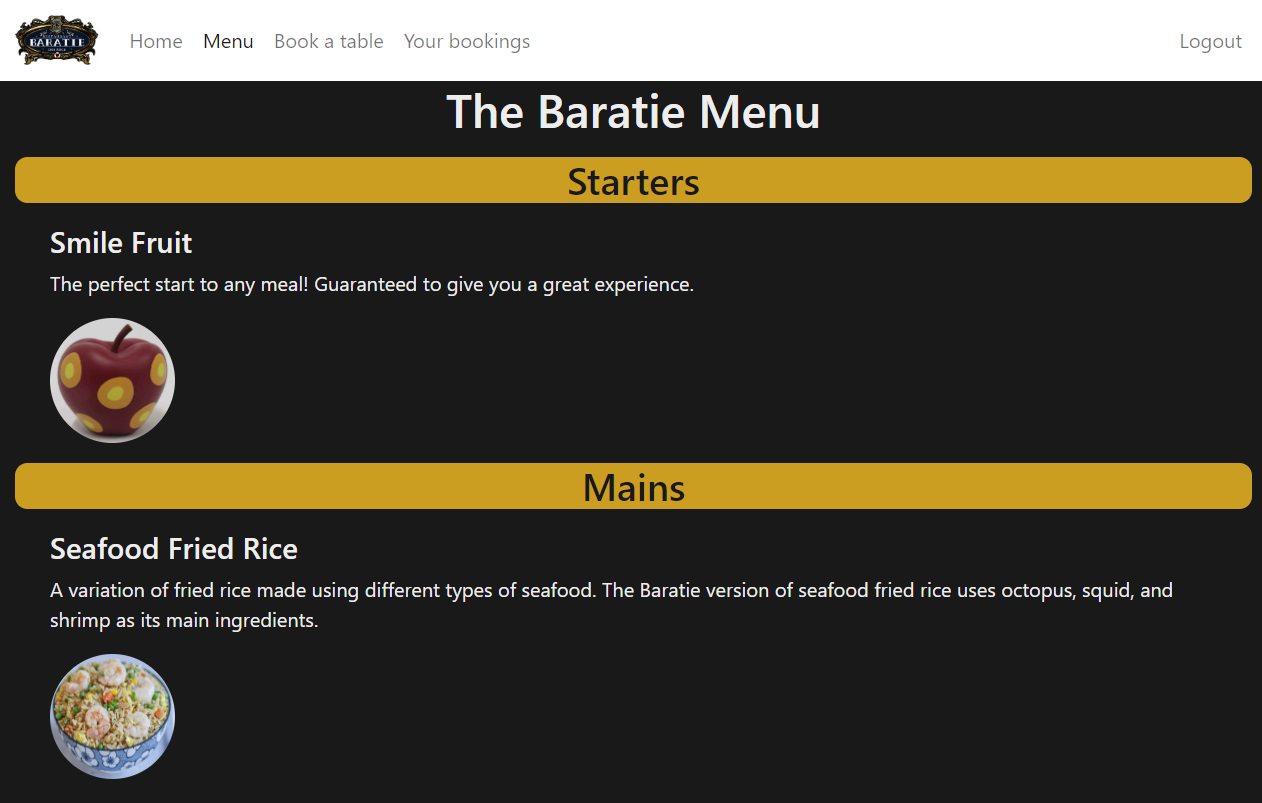 BARATIE
Home Menu Book a table Your bookings Logout
The Baratie Menu
Starters
Smile Fruit
The perfect start to any meal! Guaranteed to give you a great experience.
Mains
Seafood Fried Rice
A variation of fried rice made using different types of seafood. The Baratie version of seafood fried rice uses octopus, squid, and
shrimp as its main ingredients.